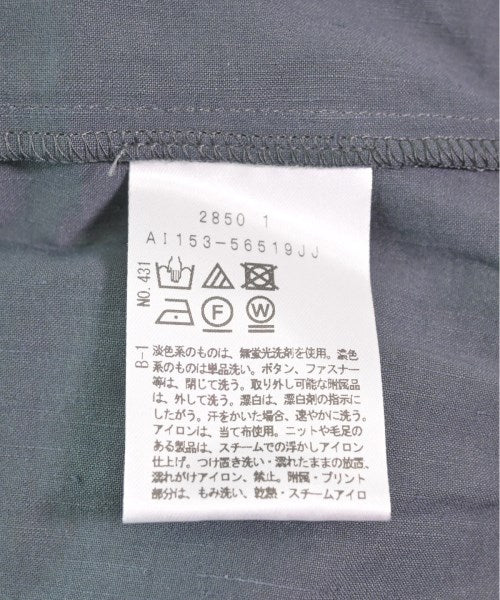 2850 1
AI153-56519JJ
NO.431
F
W
B-1
淡色系のものは、無蛍光洗剤を使用。濃色
系のものは単品洗い。ボタン、ファスナー
等は、閉じて洗う。取り外し可能な附属品
は、外して洗う。漂白は、漂白剤の指示に
したがう。汗をかいた場合、速やかに洗う。
アイロンは、当て布使用。ニットや毛足の
ある製品は、スチームでの浮かしアイロン
仕上げ。つけ置き洗い・濡れたままの放置、
濡れがけアイロン、禁止。附属・プリント
部分は、もみ洗い、乾熱・スチームアイロ